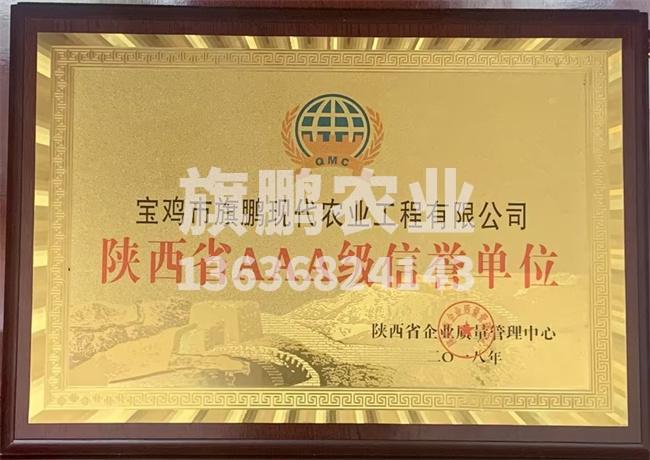 QMC
宝鸡市旗鹏现代农业工程有限公司
旗鹏农业
陕西省AAA级信誉单位
13636824143
陕西省企业质量管理中心
二〇一八年